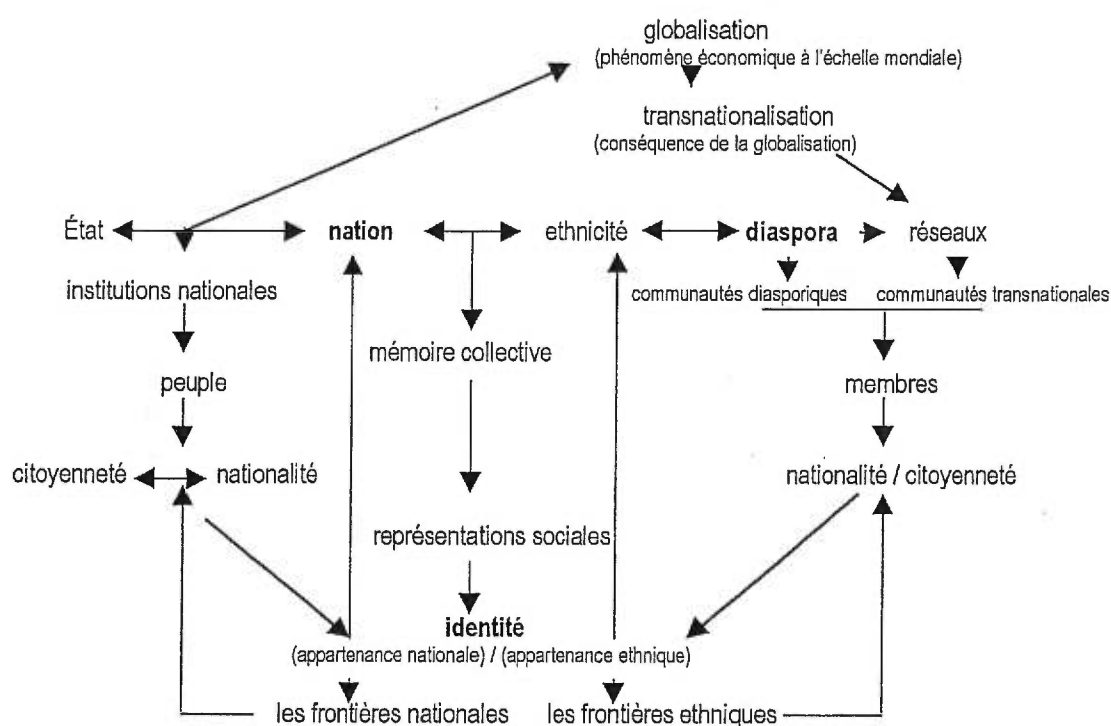 globalisation
(phénomène économique à l'échelle mondiale)
transnationalisation
(conséquence de la globalisation)
État nation ethnicité diaspora réseaux
institutions nationales communautés diasporiques communautés transnationales
mémoire collective
peuple membres
citoyenneté nationalité nationalité / citoyenneté
représentations sociales
identité
(appartenance nationale) / (appartenance ethnique)
les frontières nationales les frontières ethniques